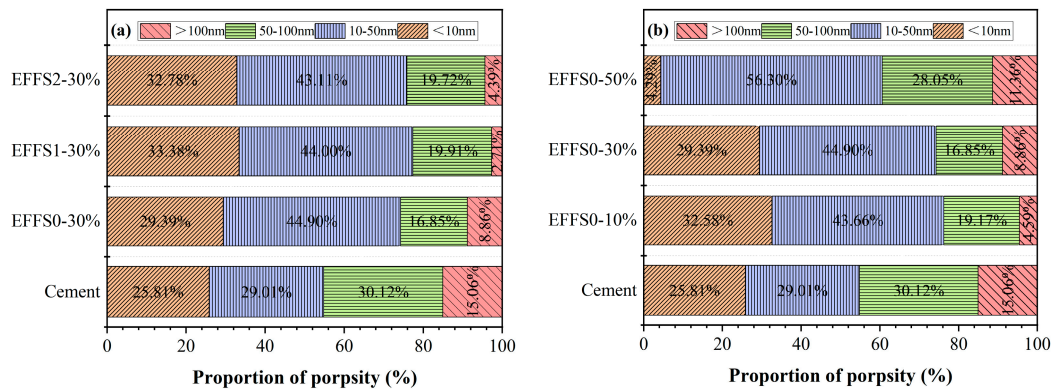 (a)
>100nm 50-100nm 10-50nm <10nm
EFFS2-30% 32.78% 43.11% 19.72% 4.39%
EFFS1-30% 33.38% 44.00% 19.91% 2.71%
EFFS0-30% 29.39% 44.90% 16.85% 8.86%
Cement 25.81% 29.01% 30.12% 15.06%
0 20 40 60 80 100
Proportion of porpsity (%)
(b)
>100nm 50-100nm 10-50nm <10nm
EFFS0-50% 4.29% 56.30% 28.05% 11.36%
EFFS0-30% 29.39% 44.90% 16.85% 8.86%
EFFS0-10% 32.58% 43.66% 19.17% 4.59%
Cement 25.81% 29.01% 30.12% 15.06%
0 20 40 60 80 100
Proportion of porpsity (%)